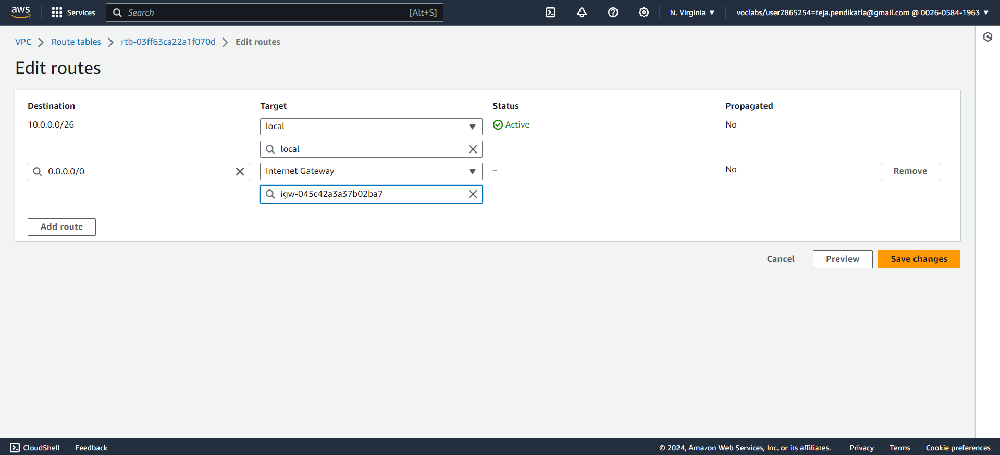 aws Services Search [Alt+S] N. Virginia voclabs/user2865254=teja.pendikatla@gmail.com @ 0026-0584-1963
VPC Route tables rtb-03ff63ca22a1f070d Edit routes
Edit routes
Destination Target Status Propagated
10.0.0.0/26 local Active No
local
0.0.0.0/0 Internet Gateway – No Remove
igw-045c42a3a37b02ba7
Add route
Cancel Preview Save changes
CloudShell Feedback © 2024, Amazon Web Services, Inc. or its affiliates. Privacy Terms Cookie preferences